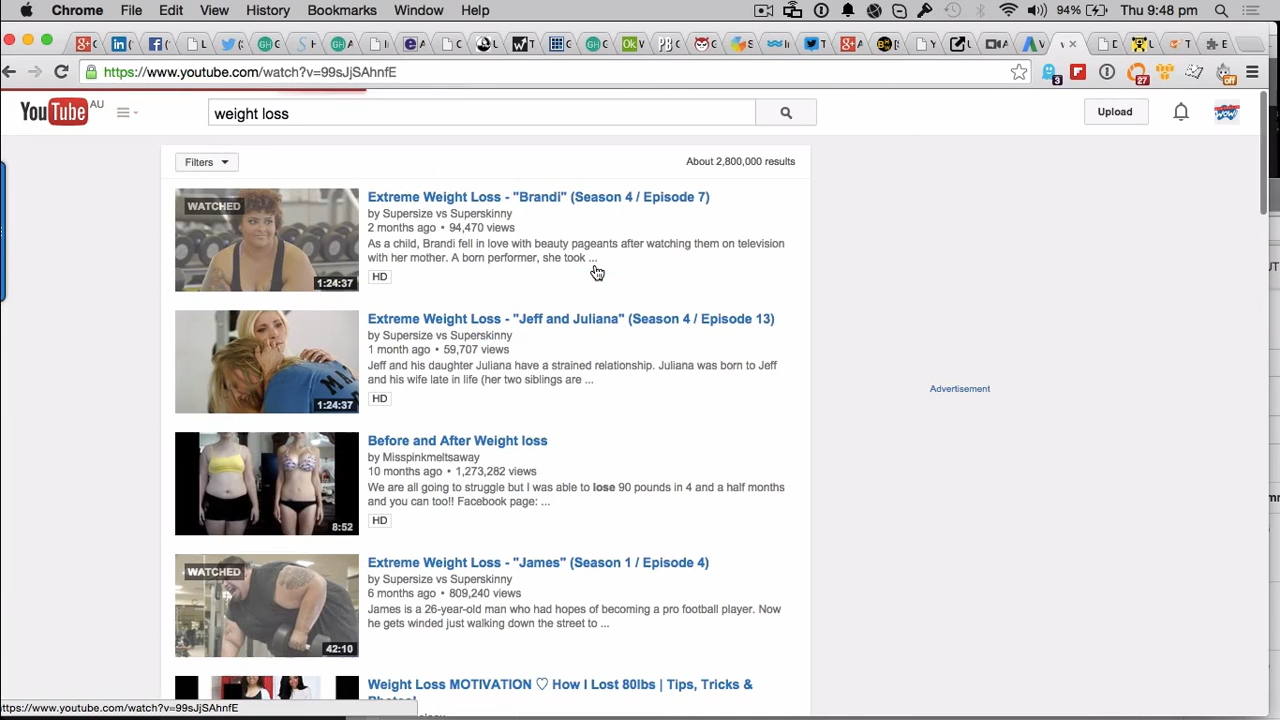 Chrome File Edit View History Bookmarks Window Help 94% Thu 9:48 pm
https://www.youtube.com/watch?v=99sJjSAhnfE
3 27 off
YouTube AU
weight loss
Upload
Filters
About 2,800,000 results
WATCHED
1:24:37
Extreme Weight Loss - "Brandi" (Season 4 / Episode 7)
by Supersize vs Superskinny
2 months ago • 94,470 views
As a child, Brandi fell in love with beauty pageants after watching them on television
with her mother. A born performer, she took ...
HD
1:24:37
Extreme Weight Loss - "Jeff and Juliana" (Season 4 / Episode 13)
by Supersize vs Superskinny
1 month ago • 59,707 views
Jeff and his daughter Juliana have a strained relationship. Juliana was born to Jeff
and his wife late in life (her two siblings are ...
HD
Advertisement
8:52
Before and After Weight loss
by Misspinkmeltsaway
10 months ago • 1,273,282 views
We are all going to struggle but I was able to lose 90 pounds in 4 and a half months
and you can too!! Facebook page: ...
HD
WATCHED
42:10
Extreme Weight Loss - "James" (Season 1 / Episode 4)
by Supersize vs Superskinny
6 months ago • 809,240 views
James is a 26-year-old man who had hopes of becoming a pro football player. Now
he gets winded just walking down the street to ...
Weight Loss MOTIVATION ♡ How I Lost 80lbs | Tips, Tricks &
ttps://www.youtube.com/watch?v=99sJjSAhnfE